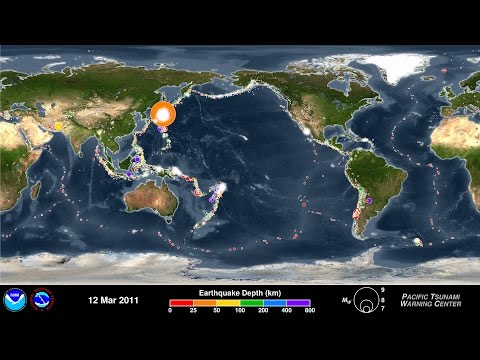 12 Mar 2011
Earthquake Depth (km)
0 25 50 100 200 400 800
Mw
9
8
7
PACIFIC TSUNAMI
WARNING CENTER
NOAA